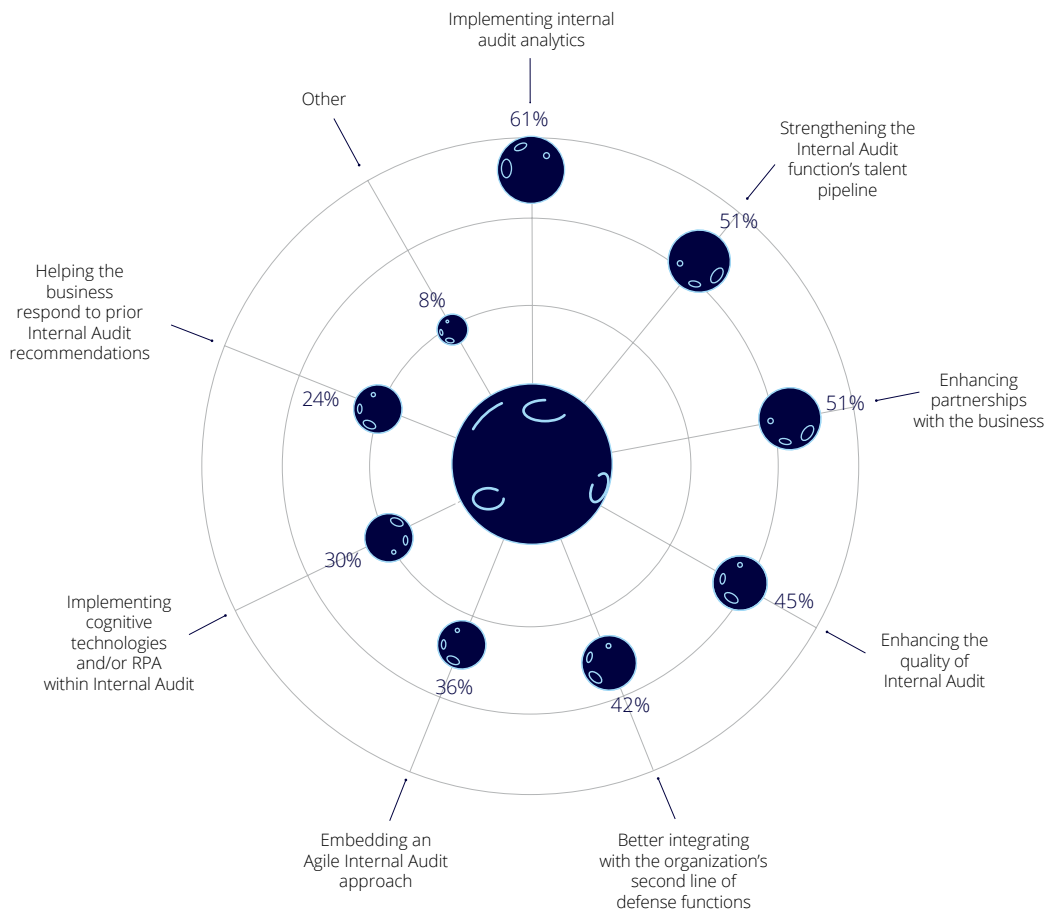 Implementing internal
audit analytics
61%
Strengthening the
Internal Audit
function's talent
pipeline
51%
Enhancing
partnerships
with the business
51%
Enhancing the
quality of
Internal Audit
45%
Better integrating
with the organization's
second line of
defense functions
42%
Embedding an
Agile Internal Audit
approach
36%
Implementing
cognitive
technologies
and/or RPA
within Internal Audit
30%
Helping the
business
respond to prior
Internal Audit
recommendations
24%
Other
8%